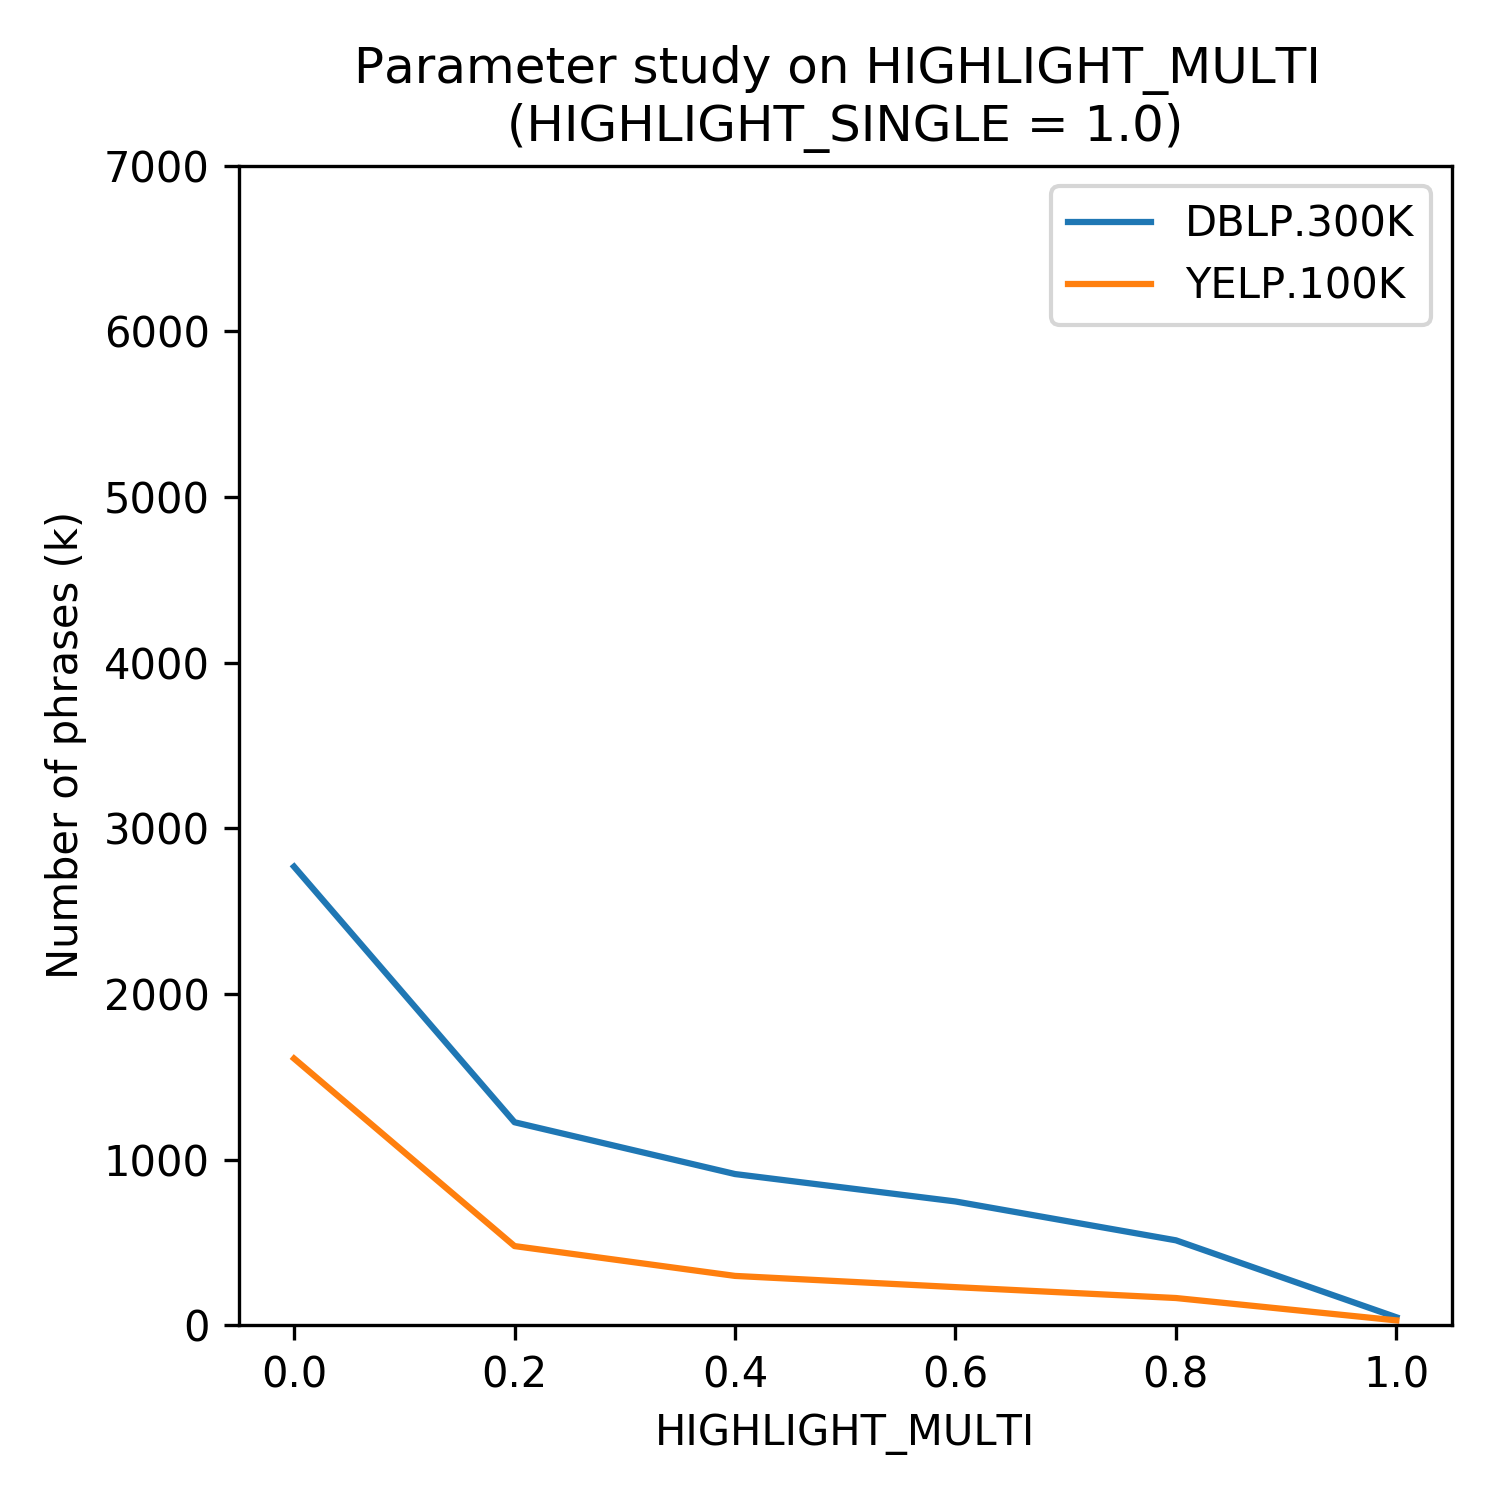 Parameter study on HIGHLIGHT_MULTI
(HIGHLIGHT_SINGLE = 1.0)
DBLP.300K
YELP.100K
Number of phrases (k)
7000
6000
5000
4000
3000
2000
1000
0
0.0 0.2 0.4 0.6 0.8 1.0
HIGHLIGHT_MULTI